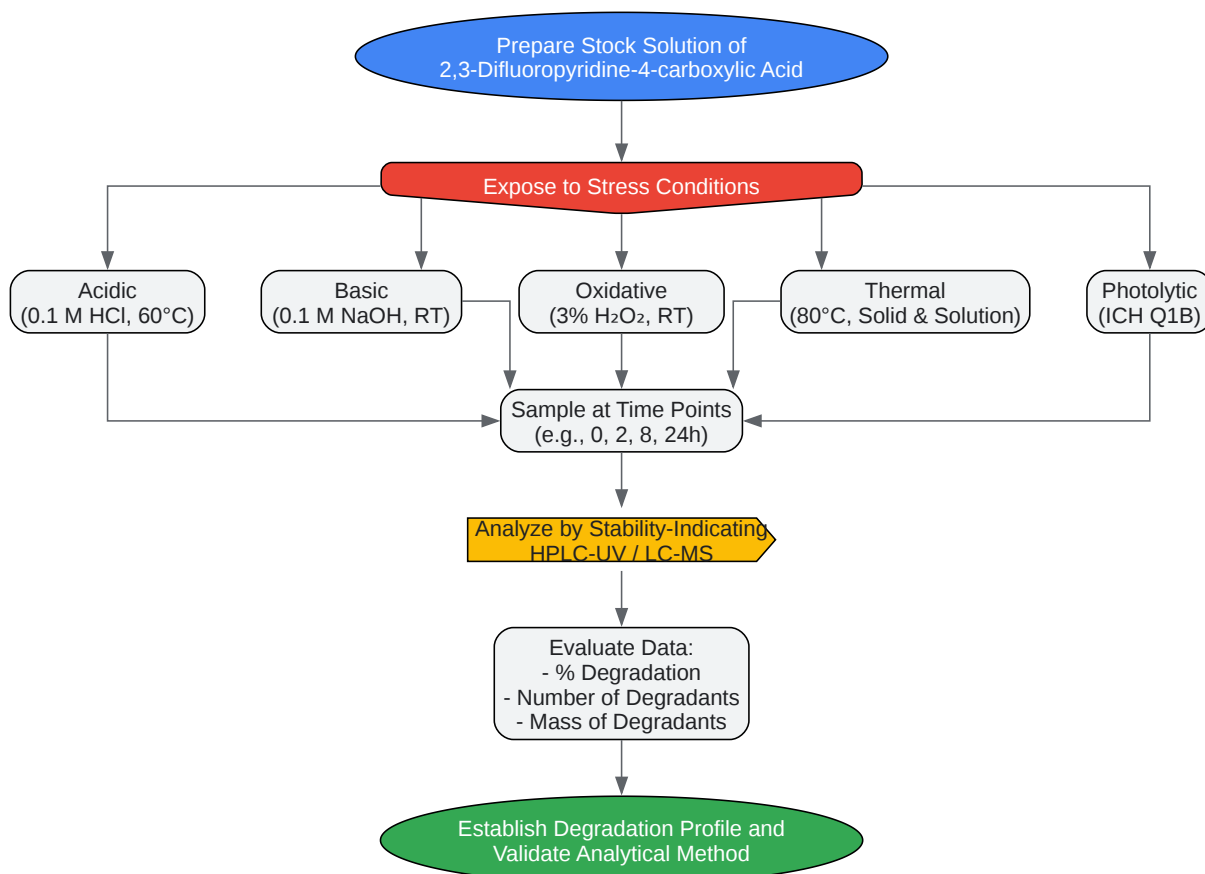 Prepare Stock Solution of
2,3-Difluoropyridine-4-carboxylic Acid
Expose to Stress Conditions
Acidic
(0.1 M HCl, 60°C)
Basic
(0.1 M NaOH, RT)
Oxidative
(3% H₂O₂, RT)
Thermal
(80°C, Solid & Solution)
Photolytic
(ICH Q1B)
Sample at Time Points
(e.g., 0, 2, 8, 24h)
Analyze by Stability-Indicating
HPLC-UV / LC-MS
Evaluate Data:
- % Degradation
- Number of Degradants
- Mass of Degradants
Establish Degradation Profile and
Validate Analytical Method